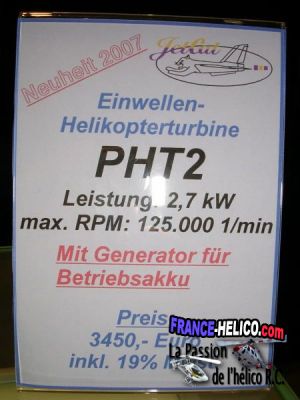 Neuheit 2007
JetCat
Einwellen-
Helikopterturbine
PHT2
Leistung: 2,7 kW
max. RPM: 125.000 1/min
Mit Generator für
Betriebsakku
Preis
3450,- Euro
inkl. 19%
FRANCE-HELICO.com
La Passion
de l'hélico R.C.